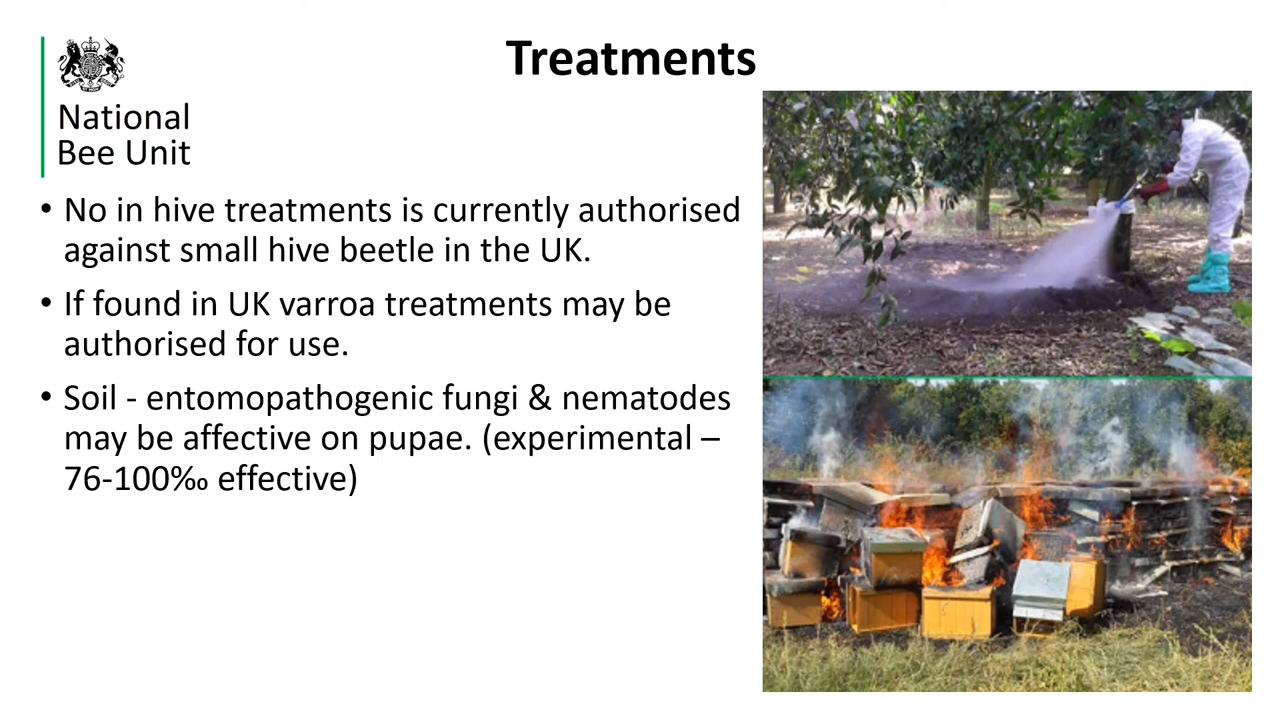 Treatments
National
Bee Unit
• No in hive treatments is currently authorised
against small hive beetle in the UK.
• If found in UK varroa treatments may be
authorised for use.
• Soil - entomopathogenic fungi & nematodes
may be affective on pupae. (experimental –
76-100‰ effective)